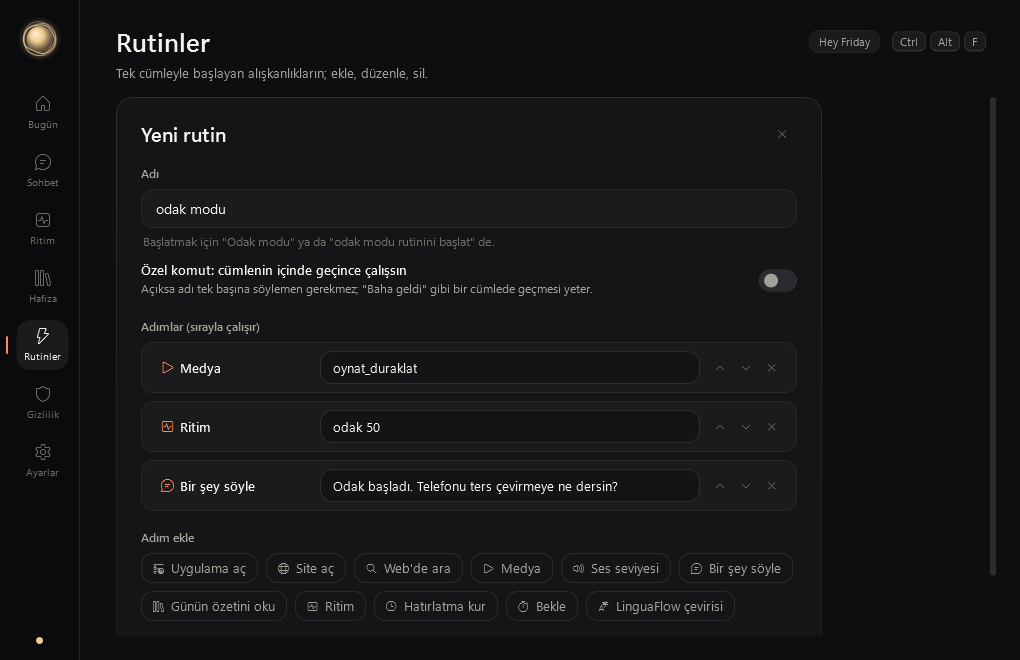 Rutinler
Hey Friday
Ctrl
Alt
F
Tek cümleyle başlayan alışkanlıkların; ekle, düzenle, sil.
Bugün
Sohbet
Ritim
Hafıza
Rutinler
Gizlilik
Ayarlar
Yeni rutin
Adı
odak modu
Başlatmak için "Odak modu" ya da "odak modu rutinini başlat" de.
Özel komut: cümlenin içinde geçince çalışsın
Açıksa adı tek başına söylemen gerekmez; "Baha geldi" gibi bir cümlede geçmesi yeter.
Adımlar (sırayla çalışır)
Medya
oynat_duraklat
Ritim
odak 50
Bir şey söyle
Odak başladı. Telefonu ters çevirmeye ne dersin?
Adım ekle
Uygulama aç
Site aç
Web'de ara
Medya
Ses seviyesi
Bir şey söyle
Günün özetini oku
Ritim
Hatırlatma kur
Bekle
LinguaFlow çevirisi